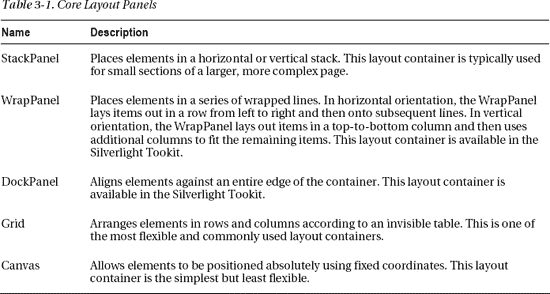 Table 3-1. Core Layout Panels
Name Description
StackPanel Places elements in a horizontal or vertical stack. This layout container is typically used
for small sections of a larger, more complex page.
WrapPanel Places elements in a series of wrapped lines. In horizontal orientation, the WrapPanel
lays items out in a row from left to right and then onto subsequent lines. In vertical
orientation, the WrapPanel lays out items in a top-to-bottom column and then uses
additional columns to fit the remaining items. This layout container is available in the
Silverlight Tookit.
DockPanel Aligns elements against an entire edge of the container. This layout container is
available in the Silverlight Tookit.
Grid Arranges elements in rows and columns according to an invisible table. This is one of
the most flexible and commonly used layout containers.
Canvas Allows elements to be positioned absolutely using fixed coordinates. This layout
container is the simplest but least flexible.